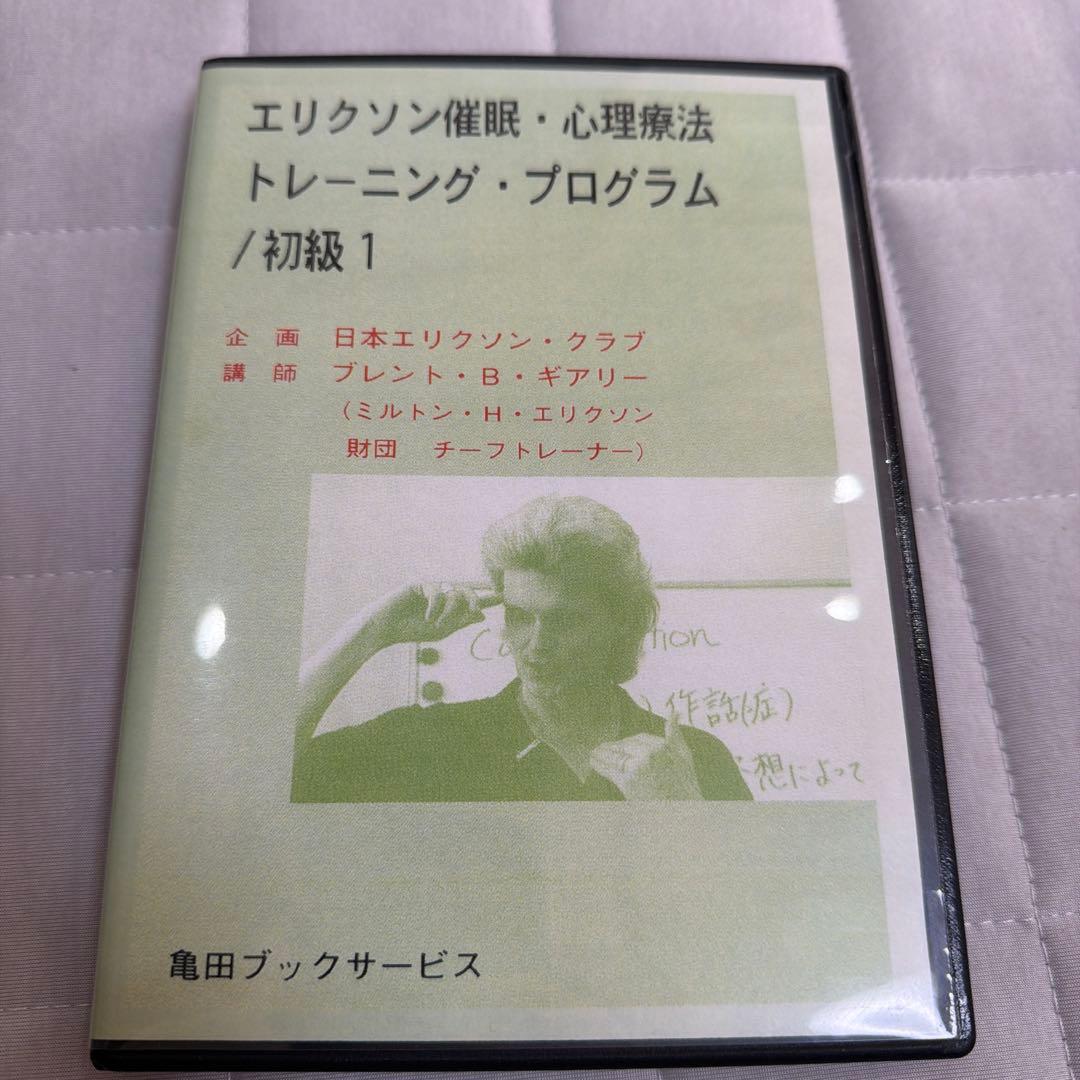 エリクソン催眠・心理療法
トレーニング・プログラム
/初級1
企 画 日本エリクソン・クラブ
講 師 ブレント・B・ギアリー
(ミルトン・H・エリクソン
財団 チーフトレーナー)
作話(症)
想によって
亀田ブックサービス